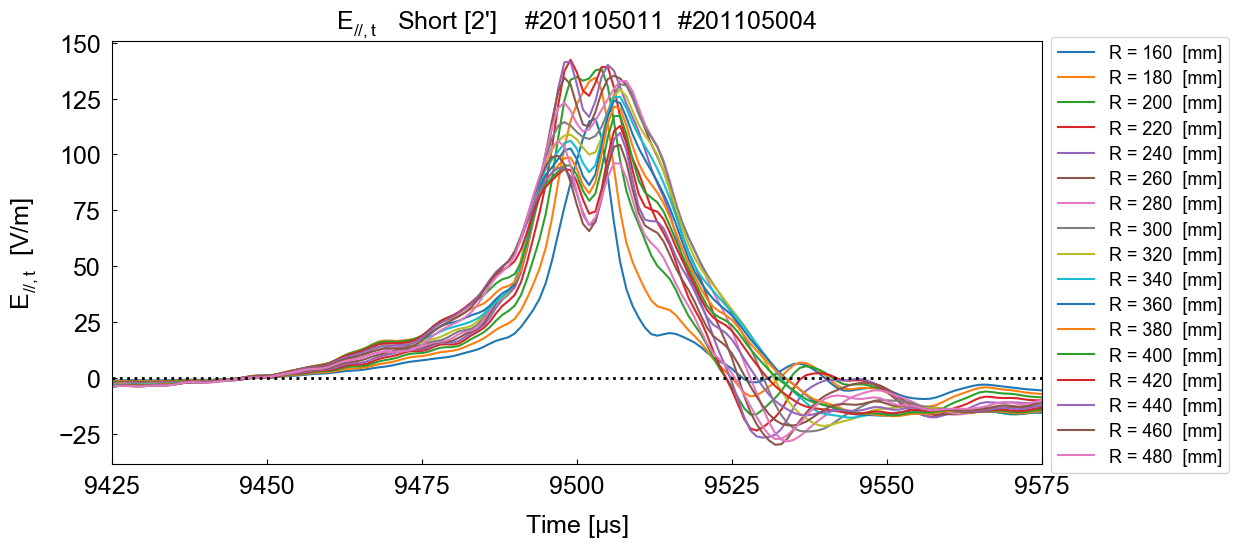 E//, t Short [2'] #201105011 #201105004
150
125
100
75
50
25
0
−25
E//, t [V/m]
9425 9450 9475 9500 9525 9550 9575
Time [μs]
R = 160 [mm]
R = 180 [mm]
R = 200 [mm]
R = 220 [mm]
R = 240 [mm]
R = 260 [mm]
R = 280 [mm]
R = 300 [mm]
R = 320 [mm]
R = 340 [mm]
R = 360 [mm]
R = 380 [mm]
R = 400 [mm]
R = 420 [mm]
R = 440 [mm]
R = 460 [mm]
R = 480 [mm]